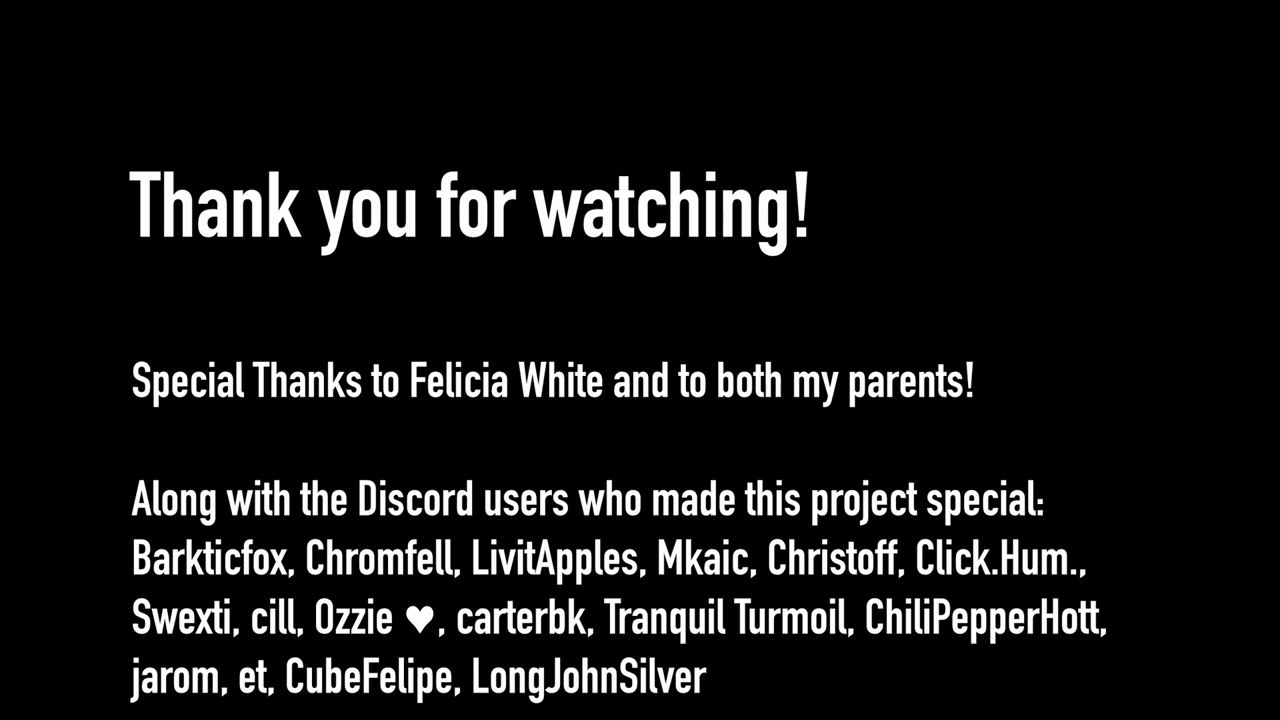 Thank you for watching!
Special Thanks to Felicia White and to both my parents!
Along with the Discord users who made this project special:
Barkticfox, Chromfell, LivitApples, Mkaic, Christoff, Click.Hum.,
Swexti, cill, Ozzie ♥, carterbk, Tranquil Turmoil, ChiliPepperHott,
jarom, et, CubeFelipe, LongJohnSilver